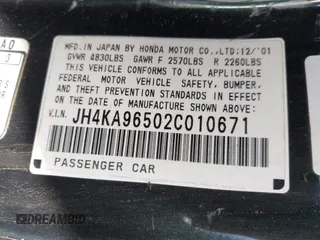 MFD. IN JAPAN BY HONDA MOTOR CO.,LTD:12/'01
GVWR 4830LBS GAWR F 2570LBS R 2260LBS
THIS VEHICLE CONFORMS TO ALL APPLICABLE
FEDERAL MOTOR VEHICLE SAFETY, BUMPER,
AND THEFT PREVENTION STANDARDS IN
EFFECT ON THE DATE OF MANUFACTURE
SHOWN ABOVE.
V.I.N. JH4KA96502C010671
PASSENGER CAR
AO
3
DREAMBID